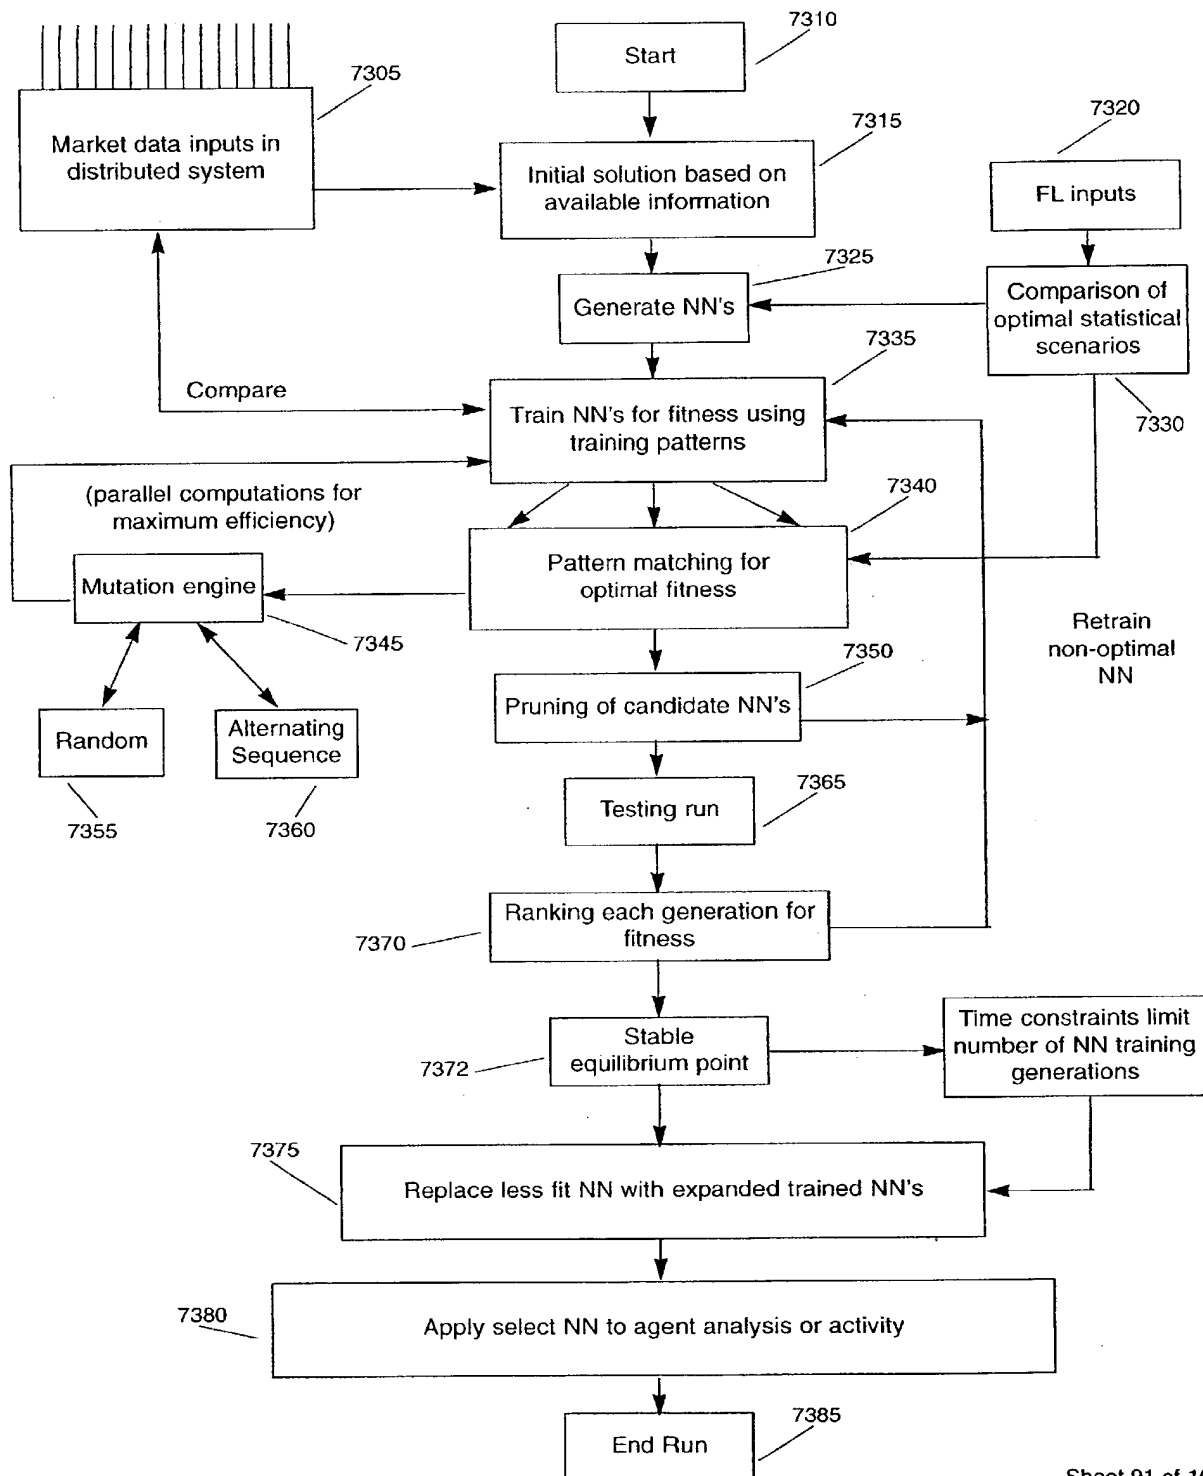 7310
Start
7305
Market data inputs in
distributed system
7315
Initial solution based on
available information
7320
FL inputs
7325
Generate NN's
Comparison of
optimal statistical
scenarios
7330
7335
Compare
Train NN's for fitness using
training patterns
(parallel computations for
maximum efficiency)
7340
Pattern matching for
optimal fitness
Mutation engine
7345
Retrain
non-optimal
NN
7350
Pruning of candidate NN's
Random
Alternating
Sequence
7355
7360
7365
Testing run
Ranking each generation for
fitness
7370
Stable
equilibrium point
7372
Time constraints limit
number of NN training
generations
7375
Replace less fit NN with expanded trained NN's
7380
Apply select NN to agent analysis or activity
7385
End Run
Sheet 91 of